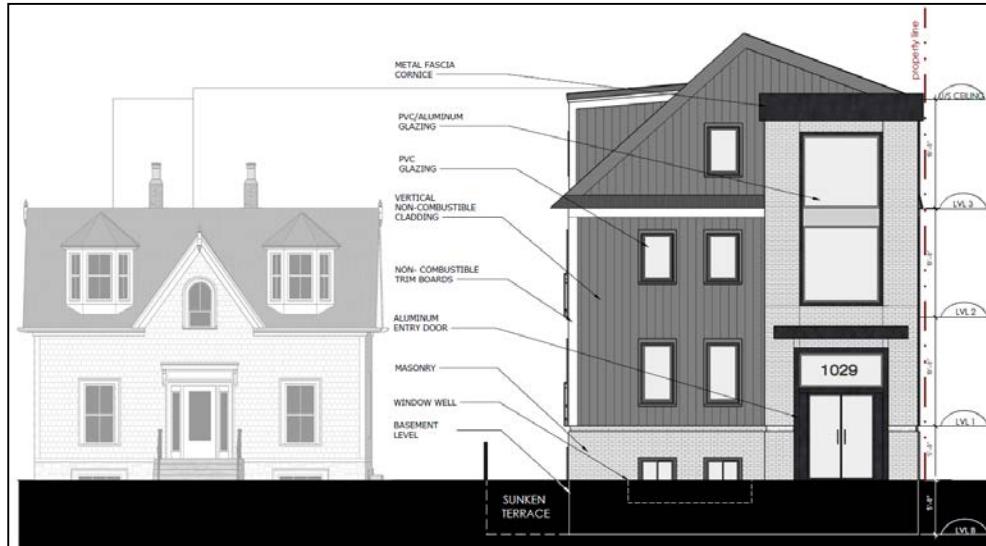 property line
METAL FASCIA
CORNICE
U/S CEILING
PVC/ALUMINUM
GLAZING
PVC
GLAZING
VERTICAL
NON-COMBUSTIBLE
CLADDING
LVL 3
NON- COMBUSTIBLE
TRIM BOARDS
ALUMINUM
ENTRY DOOR
LVL 2
1029
MASONRY
WINDOW WELL
BASEMENT
LEVEL
LVL 1
SUNKEN
TERRACE
LVL B